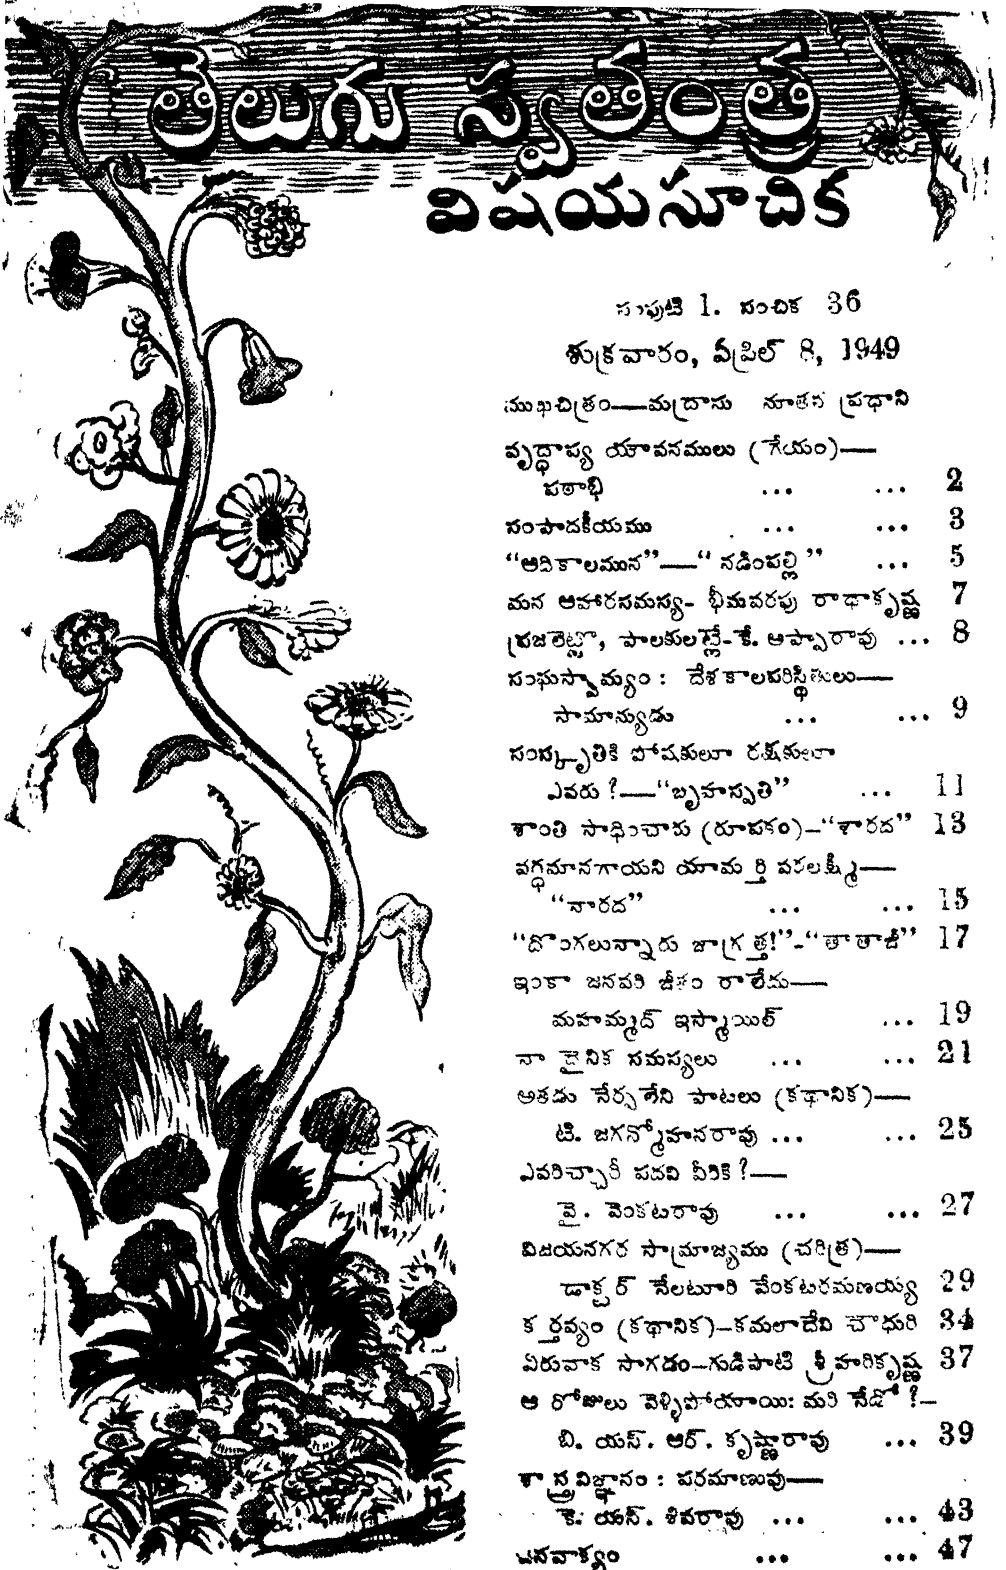 తెలుగు స్వతంత్ర
విషయసూచిక
సంపుటి 1. సంచిక 36
శుక్రవారం, ఏప్రిల్ 8, 1949
ముఖచిత్రం—మద్రాసు నూతన ప్రధాని
వృద్ధాప్య యౌవనములు (గేయం)—
పఠాభి ... ... 2
సంపాదకీయము ... ... 3
“ఆదికాలమున”—“నడింపల్లి” ... 5
మన ఆహారసమస్య- భీమవరపు రాధాకృష్ణ 7
ప్రజలెట్లో, పాలకులట్లే-కే. ఆప్పారావు ... 8
సంఘస్వామ్యం : దేశకాలపరిస్థితులు—
సామాన్యుడు ... ... 9
సంస్కృతికి పోషకులూ రక్షకులూ
ఎవరు ?—“బృహస్పతి” ... 11
శాంతి సాధించారు (రూపకం)–“శారద” 13
వర్ధమానగాయని యామర్తి వరలక్ష్మి—
“నారద” ... ... 15
“దొంగలున్నారు జాగ్రత్త!”-“తాతాజీ” 17
ఇంకా జనవరి జీతం రాలేదు—
మహమ్మద్ ఇస్మాయిల్ ... 19
నా దైనిక సమస్యలు ... ... 21
అతడు నేర్పలేని పాటలు (కథానిక)—
టి. జగన్మోహనరావు ... ... 25
ఎవరిచ్చారీ పదవి వీరికి ?—
వై. వెంకటరావు ... ... 27
విజయనగర సామ్రాజ్యము (చరిత్ర)—
డాక్టర్ నేలటూరి వేంకటరమణయ్య 29
కర్తవ్యం (కథానిక)–కమలాదేవి చౌధురి 34
ఏరువాక సాగడం–గుడిపాటి శ్రీహరికృష్ణ 37
ఆ రోజులు వెళ్ళిపోయాయి: మరి నేడో ?–
బి. యస్. ఆర్. కృష్ణారావు ... 39
శాస్త్రవిజ్ఞానం : పరమాణువు—
కె. యస్. శివరావు ... ... 43
జనవాక్యం ... ... 47